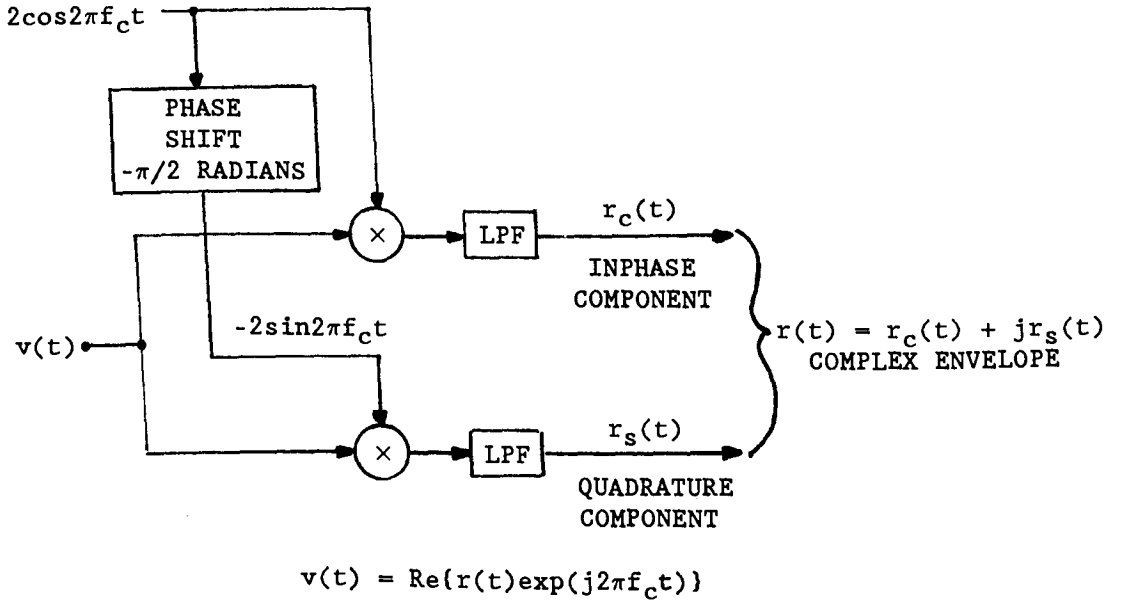 2cos2πf_ct
PHASE
SHIFT
-π/2 RADIANS
×
LPF
r_c(t)
INPHASE
COMPONENT
-2sin2πf_ct
v(t)
r(t) = r_c(t) + jr_s(t)
COMPLEX ENVELOPE
×
LPF
r_s(t)
QUADRATURE
COMPONENT
v(t) = Re{r(t)exp(j2πf_ct)}